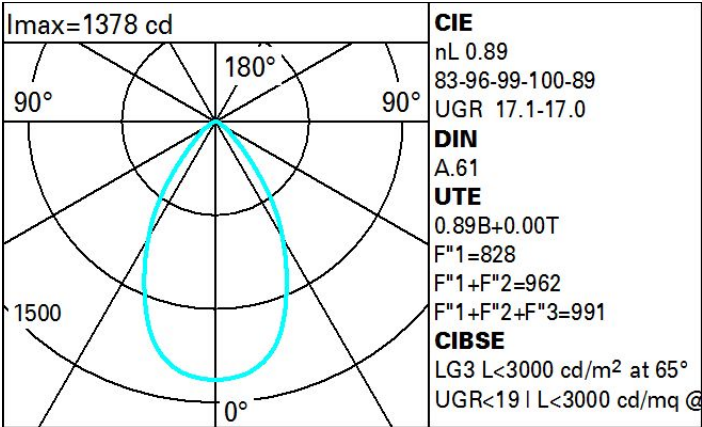 Imax=1378 cd
180°
90°
90°
1500
0°
CIE
nL 0.89
83-96-99-100-89
UGR 17.1-17.0
DIN
A.61
UTE
0.89B+0.00T
F"1=828
F"1+F"2=962
F"1+F"2+F"3=991
CIBSE
LG3 L<3000 cd/m² at 65°
UGR<19 | L<3000 cd/mq @